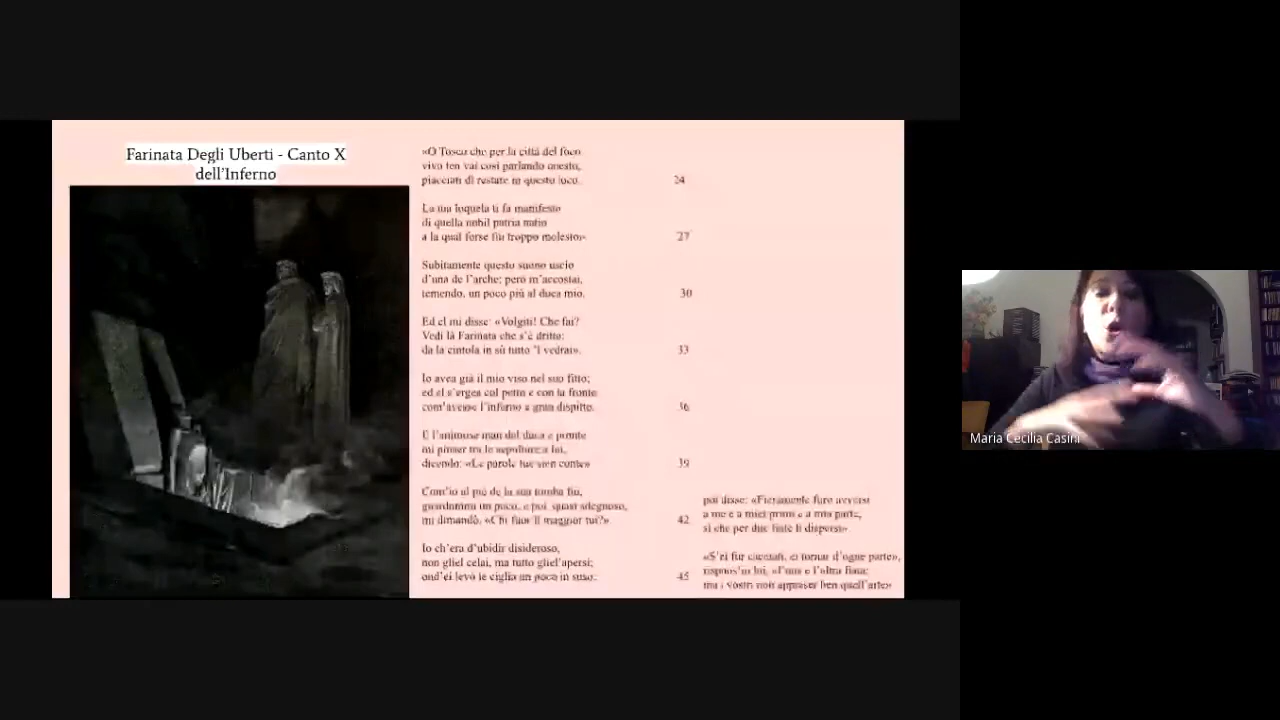 Farinata Degli Uberti - Canto X
dell'Inferno
«O Tosco che per la città del foco
vivo ten vai così parlando onesto,
piacciati di restare in questo loco.
24
La tua loquela ti fa manifesto
di quella nobil patrïa natio
a la qual forse fui troppo molesto»
27
Subitamente questo suono uscìo
d'una de l'arche; però m'accostai,
temendo, un poco più al duca mio.
30
Ed el mi disse: «Volgiti! Che fai?
Vedi là Farinata che s'è dritto:
da la cintola in sù tutto 'l vedrai».
33
Io avea già il mio viso nel suo fitto;
ed el s'ergea col petto e con la fronte
com'avesse l'inferno a gran dispitto.
36
E l'animose man del duca e pronte
mi pinser tra le sepulture a lui,
dicendo: «Le parole tue sien conte»
39
Com'io al piè de la sua tomba fui,
guardommi un poco, e poi, quasi sdegnoso,
mi dimandò: «Chi fuor li maggior tui?»
42
Io ch'era d'ubidir disideroso,
non gliel celai, ma tutto gliel'apersi;
ond'ei levò le ciglia un poco in suso;
45
poi disse: «Fieramente furo avversi
a me e a miei primi e a mia parte,
sì che per due fiate li dispersi»
«S'ei fur cacciati, ei tornar d'ogne parte»,
rispuos'io lui, «l'una e l'altra fiata;
ma i vostri non appreser ben quell'arte»
Maria Cecilia Casini